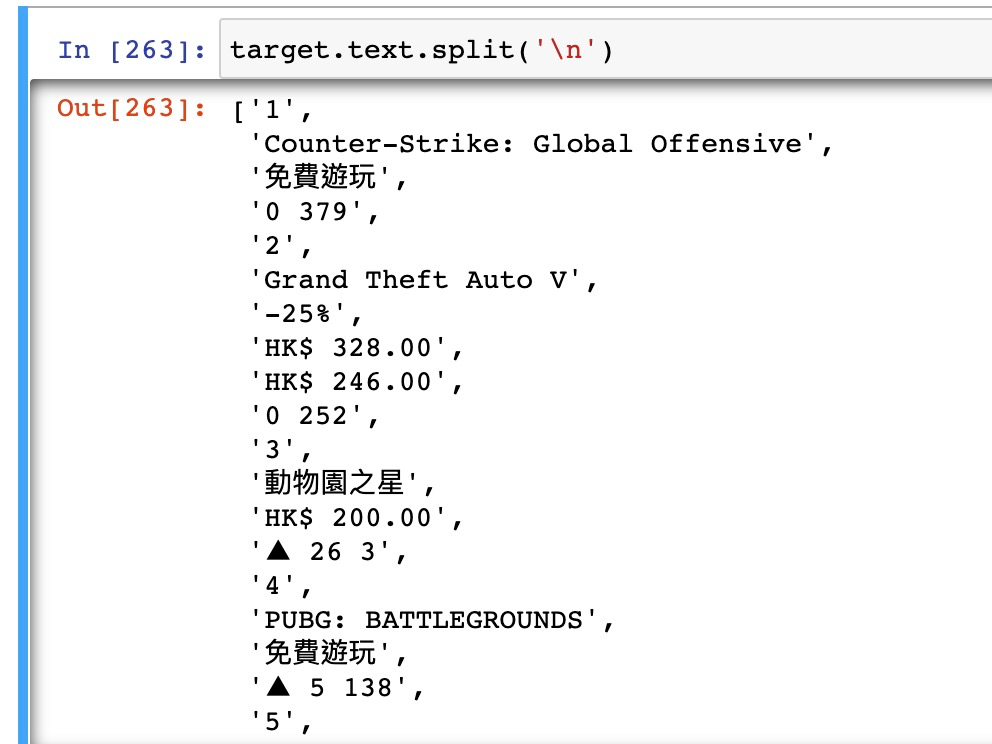 In [263]: target.text.split('\n')
Out[263]: ['1',
'Counter-Strike: Global Offensive',
'免費遊玩',
'0 379',
'2',
'Grand Theft Auto V',
'-25%',
'HK$ 328.00',
'HK$ 246.00',
'0 252',
'3',
'動物園之星',
'HK$ 200.00',
'▲ 26 3',
'4',
'PUBG: BATTLEGROUNDS',
'免費遊玩',
'▲ 5 138',
'5',